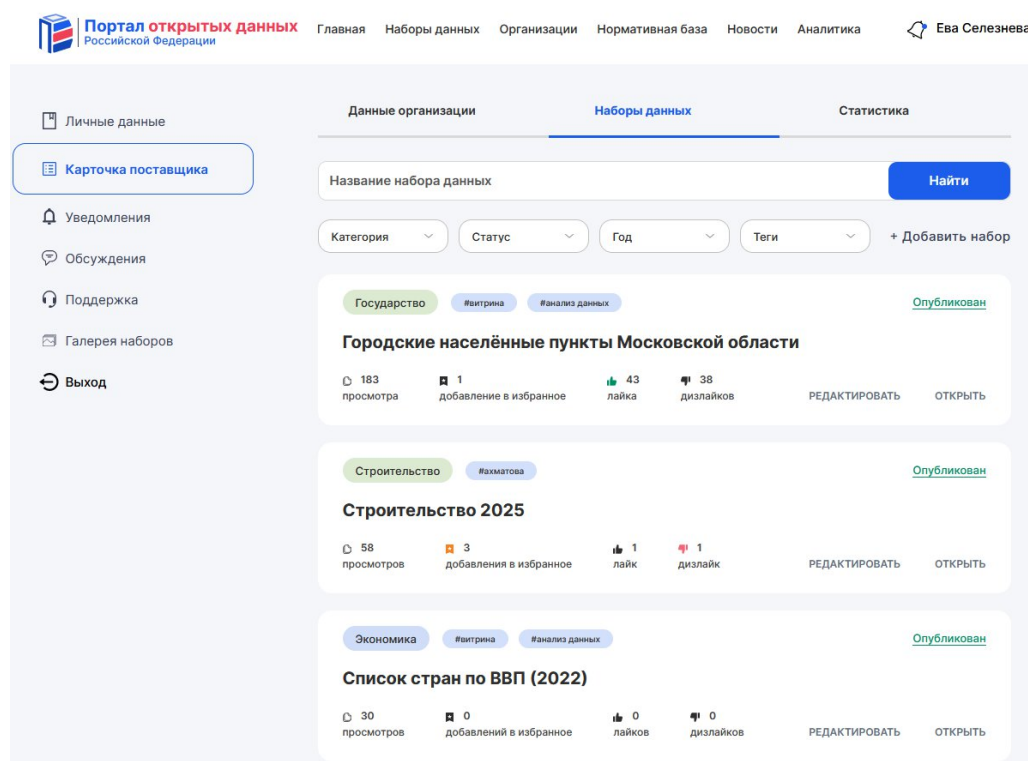 Портал открытых данных
Российской Федерации
Главная Наборы данных Организации Нормативная база Новости Аналитика Ева Селезнева
Личные данные
Карточка поставщика
Уведомления
Обсуждения
Поддержка
Галерея наборов
Выход
Данные организации Наборы данных Статистика
Название набора данных Найти
Категория Статус Год Теги + Добавить набор
Государство #витрина #анализ данных Опубликован
Городские населённые пункты Московской области
183 1 43 38
просмотра добавление в избранное лайка дизлайков РЕДАКТИРОВАТЬ ОТКРЫТЬ
Строительство #ахматова Опубликован
Строительство 2025
58 3 1 1
просмотров добавления в избранное лайк дизлайк РЕДАКТИРОВАТЬ ОТКРЫТЬ
Экономика #витрина #анализ данных Опубликован
Список стран по ВВП (2022)
30 0 0 0
просмотров добавлений в избранное лайков дизлайков РЕДАКТИРОВАТЬ ОТКРЫТЬ